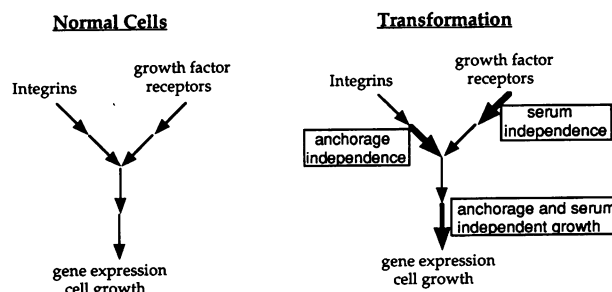 Normal Cells
growth factor
receptors
Integrins
gene expression
cell growth
Transformation
growth factor
receptors
Integrins
serum
independence
anchorage
independence
anchorage and serum
independent growth
gene expression
cell growth